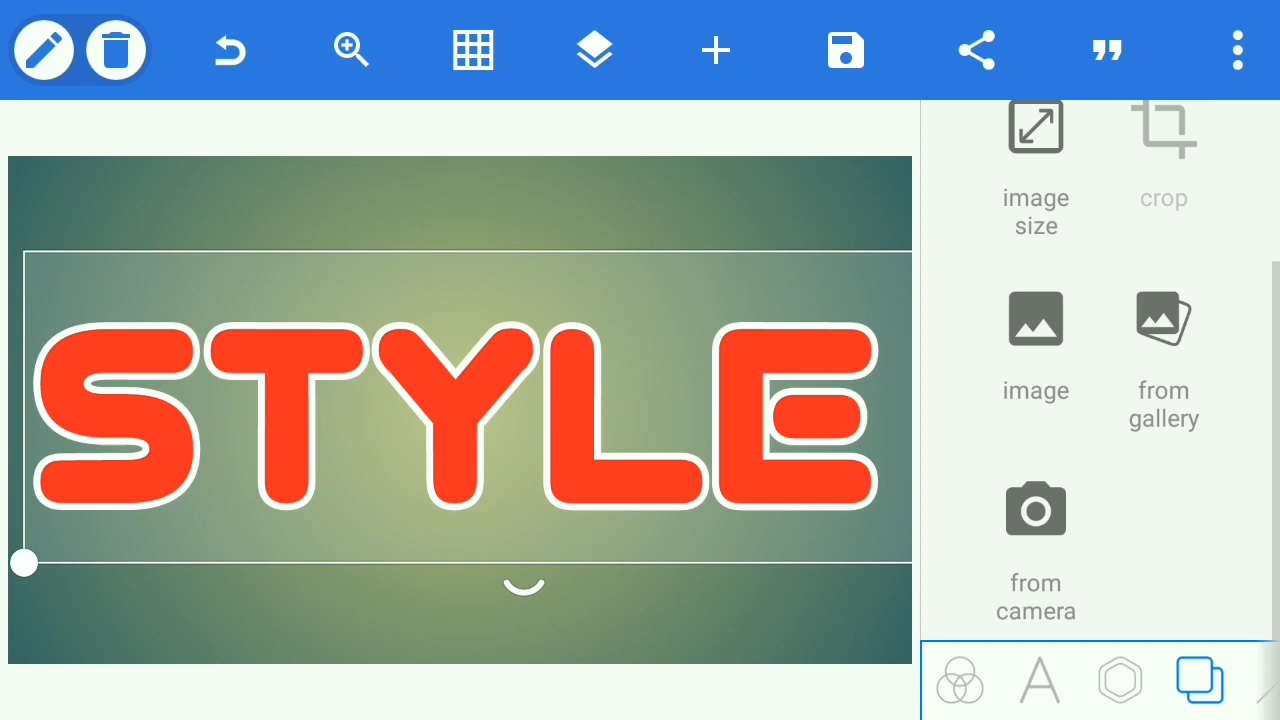 image
size
crop
STYLE
image
from
gallery
from
camera